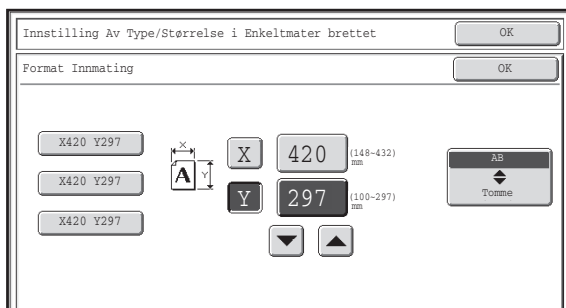 Innstilling Av Type/Størrelse i Enkeltmater brettet OK
Format Innmating OK
X420 Y297
X420 Y297
X420 Y297
X
Y
A
X 420 (148~432) mm
Y 297 (100~297) mm
AB
Tomme